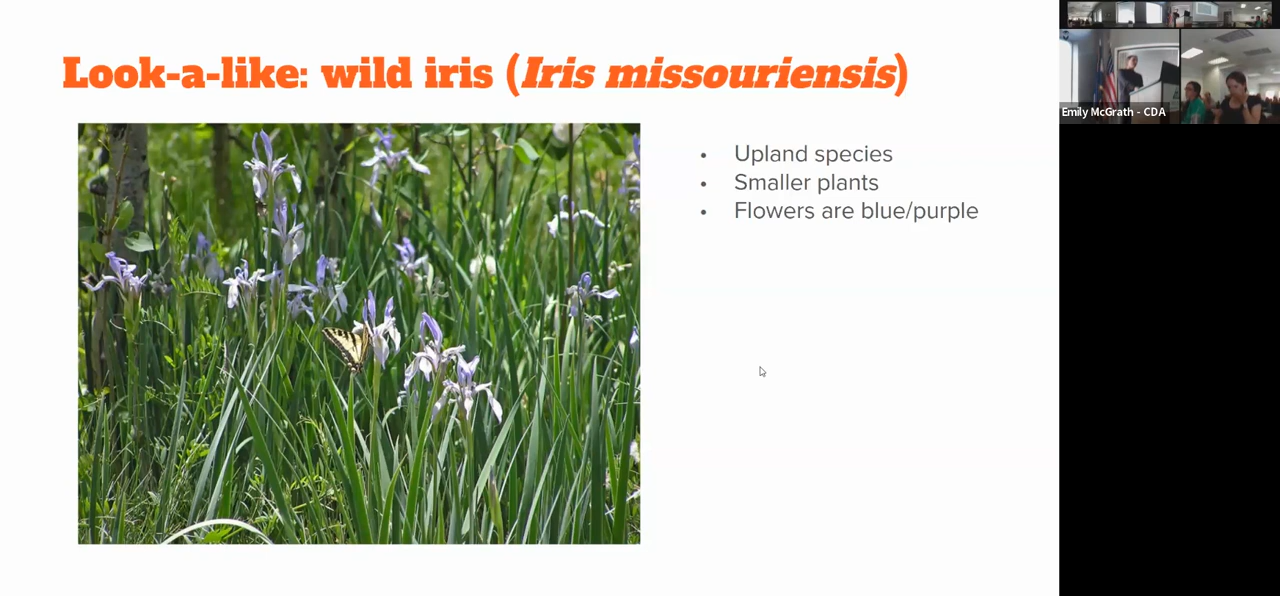 Look-a-like: wild iris (Iris missouriensis)
• Upland species
• Smaller plants
• Flowers are blue/purple
Emily McGrath - CDA